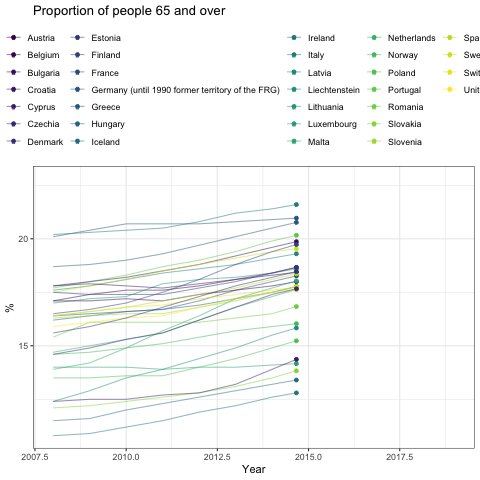 Proportion of people 65 and over
Austria Estonia Ireland Netherlands Spa
Belgium Finland Italy Norway Swe
Bulgaria France Latvia Poland Swit
Croatia Germany (until 1990 former territory of the FRG) Liechtenstein Portugal Unit
Cyprus Greece Lithuania Romania
Czechia Hungary Luxembourg Slovakia
Denmark Iceland Malta Slovenia
20
%
15
2007.5 2010.0 2012.5 2015.0 2017.5
Year